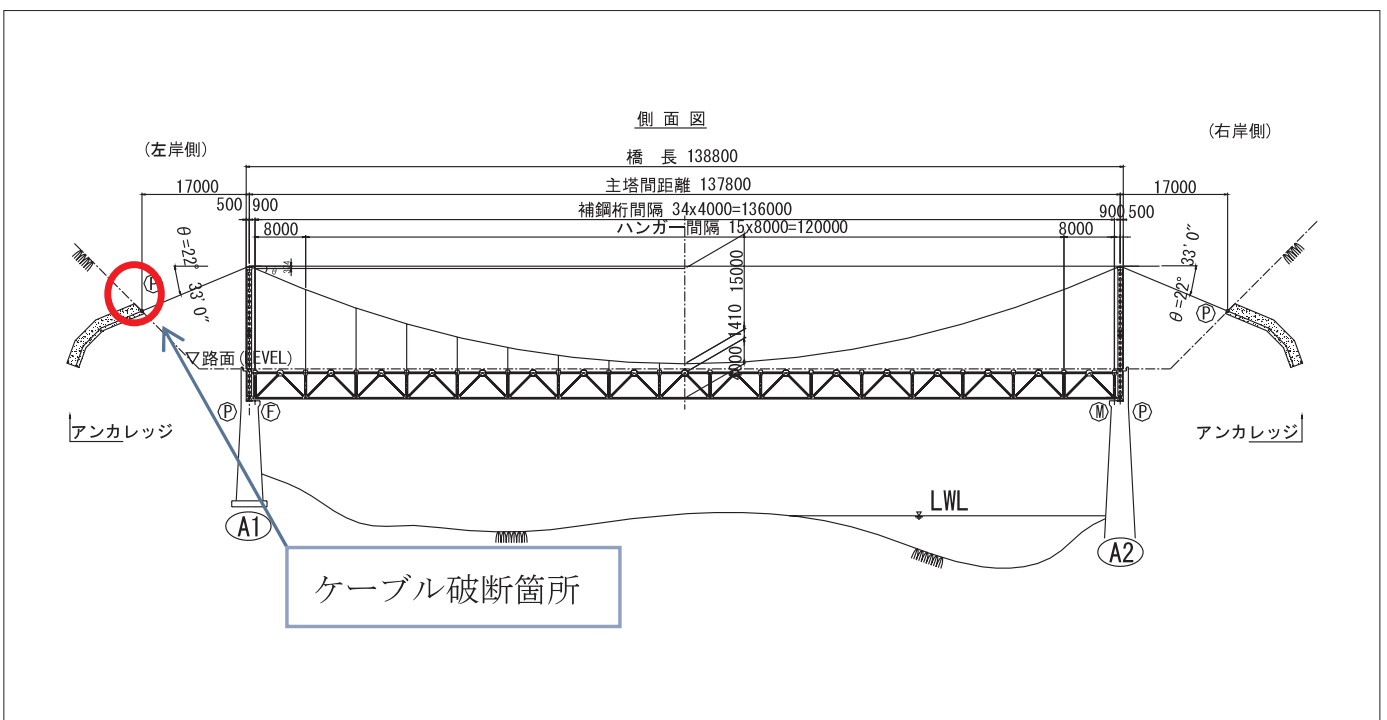 側 面 図
(左岸側)
(右岸側)
橋 長 138800
17000
主塔間距離 137800
17000
500
900
補鋼桁間隔 34x4000=136000
900
500
8000
ハンガー間隔 15x8000=120000
8000
θ=22° 33' 0"
θ
15000
θ=22° 33' 0"
P
P
1410
▽路面(LEVEL)
P
F
M
P
アンカレッジ
アンカレッジ
LWL
A1
A2
ケーブル破断箇所